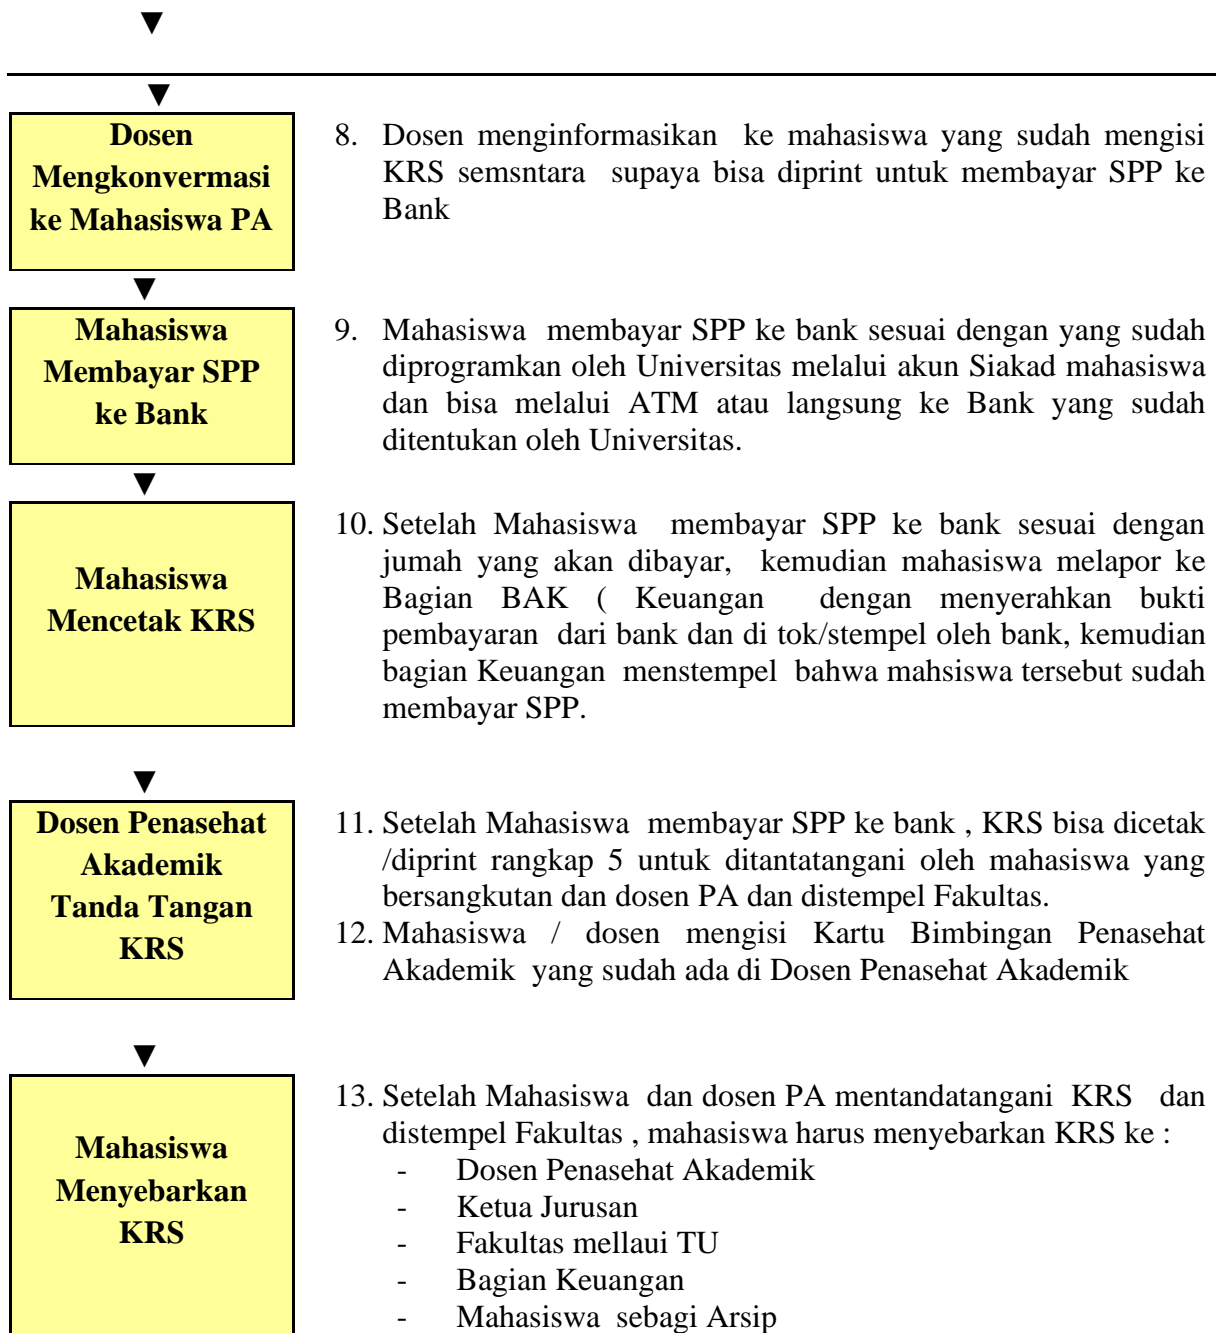 Dosen
Mengkonvermasi
ke Mahasiswa PA
8. Dosen menginformasikan ke mahasiswa yang sudah mengisi
KRS semsntara supaya bisa diprint untuk membayar SPP ke
Bank
Mahasiswa
Membayar SPP
ke Bank
9. Mahasiswa membayar SPP ke bank sesuai dengan yang sudah
diprogramkan oleh Universitas melalui akun Siakad mahasiswa
dan bisa melalui ATM atau langsung ke Bank yang sudah
ditentukan oleh Universitas.
Mahasiswa
Mencetak KRS
10. Setelah Mahasiswa membayar SPP ke bank sesuai dengan
jumah yang akan dibayar, kemudian mahasiswa melapor ke
Bagian BAK ( Keuangan dengan menyerahkan bukti
pembayaran dari bank dan di tok/stempel oleh bank, kemudian
bagian Keuangan menstempel bahwa mahsiswa tersebut sudah
membayar SPP.
Dosen Penasehat
Akademik
Tanda Tangan
KRS
11. Setelah Mahasiswa membayar SPP ke bank , KRS bisa dicetak
/diprint rangkap 5 untuk ditantatangani oleh mahasiswa yang
bersangkutan dan dosen PA dan distempel Fakultas.
12. Mahasiswa / dosen mengisi Kartu Bimbingan Penasehat
Akademik yang sudah ada di Dosen Penasehat Akademik
Mahasiswa
Menyebarkan
KRS
13. Setelah Mahasiswa dan dosen PA mentandatangani KRS dan
distempel Fakultas , mahasiswa harus menyebarkan KRS ke :
- Dosen Penasehat Akademik
- Ketua Jurusan
- Fakultas mellaui TU
- Bagian Keuangan
- Mahasiswa sebagi Arsip